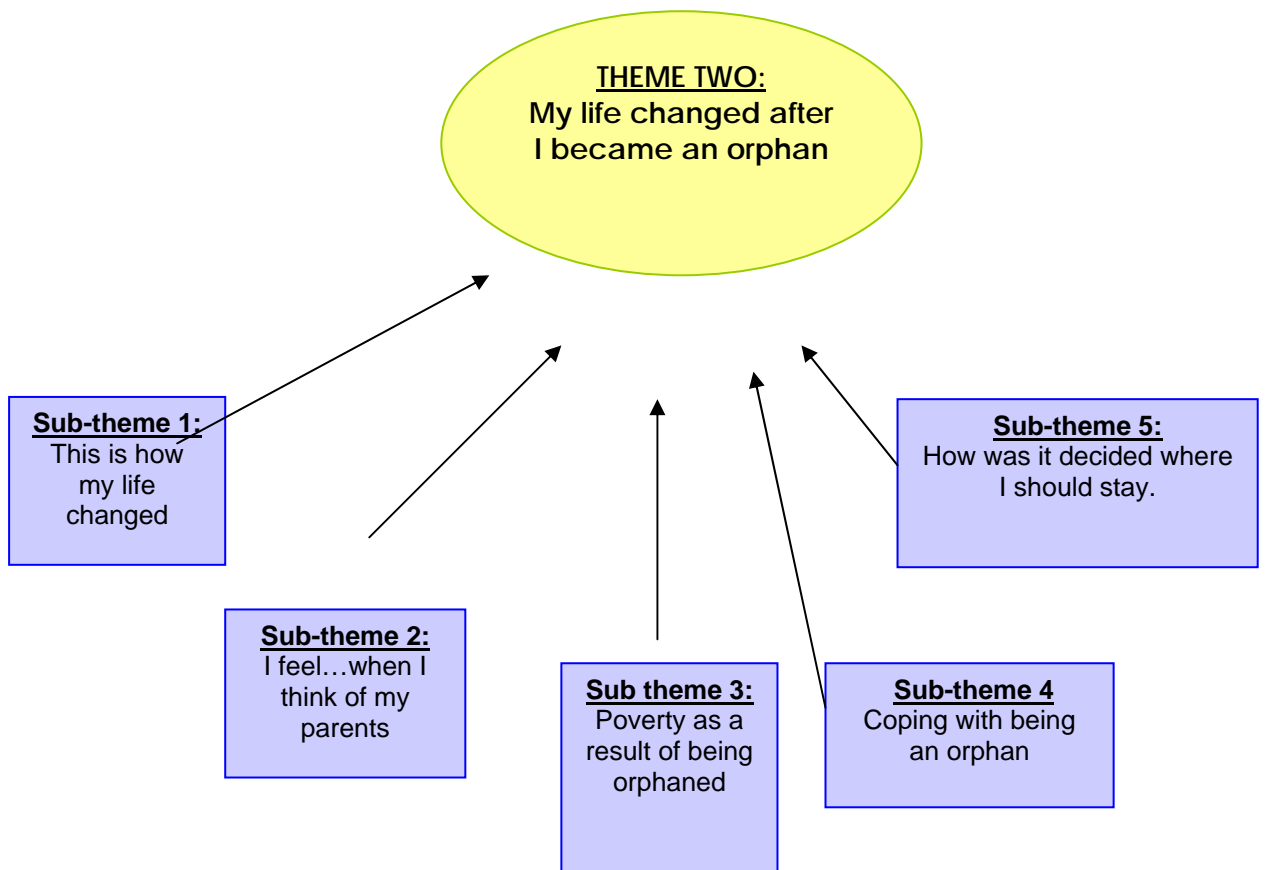 THEME TWO:
My life changed after
I became an orphan
Sub-theme 1:
This is how
my life
changed
Sub-theme 2:
I feel…when I
think of my
parents
Sub theme 3:
Poverty as a
result of being
orphaned
Sub-theme 4
Coping with being
an orphan
Sub-theme 5:
How was it decided where
I should stay.